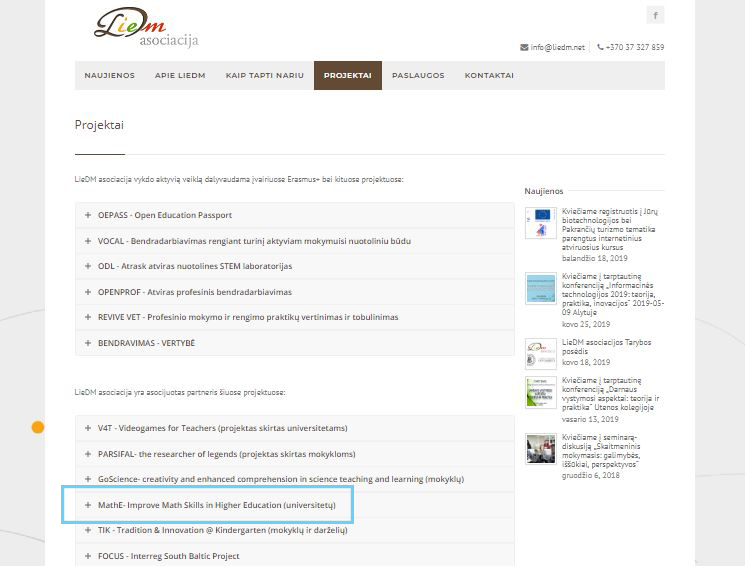 LieDM
asociacija
info@liedm.net
+370 37 327 859
NAUJIENOS
APIE LIEDM
KAIP TAPTI NARIU
PROJEKTAI
PASLAUGOS
KONTAKTAI
Projektai
LieDM asociacija vykdo aktyvią veiklą dalyvaudama įvairiuose Erasmus+ bei kituose projektuose:
+ OEPASS - Open Education Passport
+ VOCAL - Bendradarbiavimas rengiant turinį aktyviam mokymuisi nuotoliniu būdu
+ ODL - Atrask atviras nuotolines STEM laboratorijas
+ OPENPROF - Atviras profesinis bendradarbiavimas
+ REVIVE VET - Profesinio mokymo ir rengimo praktikų vertinimas ir tobulinimas
+ BENDRAVIMAS - VERTYBĖ
LieDM asociacija yra asocijuotas partneris šiuose projektuose:
+ V4T - Videogames for Teachers (projektas skirtas universitetams)
+ PARSIFAL- the researcher of legends (projektas skirtas mokykloms)
+ GoScience- creativity and enhanced comprehension in science teaching and learning (mokyklų)
+ MathE- Improve Math Skills in Higher Education (universitetų)
+ TIK - Tradition & Innovation @ Kindergarten (mokyklų ir darželių)
+ FOCUS - Interreg South Baltic Project
Naujienos
Kviečiame registruotis į Jūrų
biotechnologijos bei
Pakrančių turizmo tematika
parengtus internetinius
atviruosius kursus
balandžio 18, 2019
Kviečiame į tarptautinę
konferenciją „Informacinės
technologijos 2019: teorija,
praktika, inovacijos" 2019-05-
09 Alytuje
kovo 25, 2019
LieDM asociacijos Tarybos
posėdis
kovo 18, 2019
Kviečiame į tarptautinę
konferenciją „Darnaus
vystymosi aspektai: teorija ir
praktika" Utenos kolegijoje
vasario 13, 2019
Kviečiame į seminarą-
diskusiją „Skaitmeninis
mokymasis: galimybės,
iššūkiai, perspektyvos"
gruodžio 6, 2018